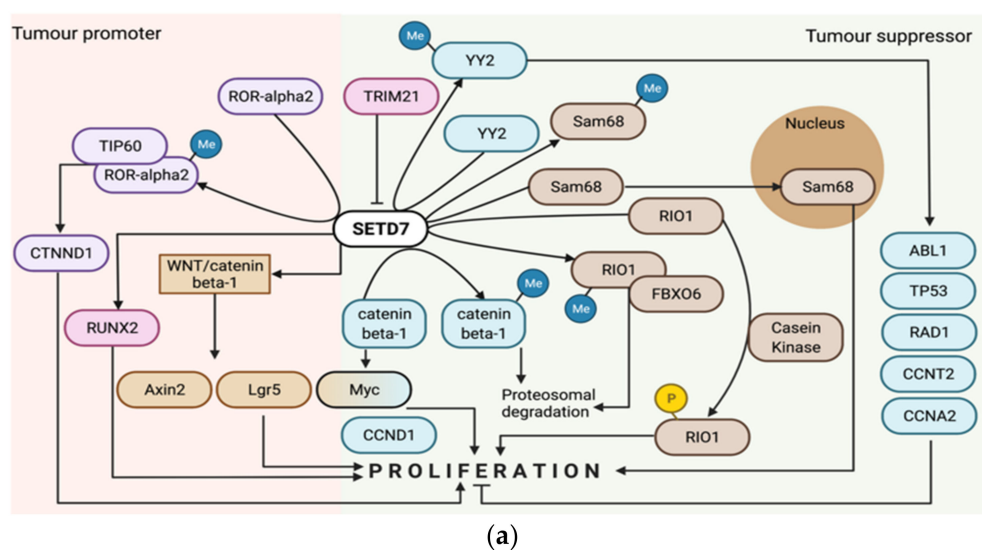 Tumour promoter
Tumour suppressor
Me
YY2
ROR-alpha2
TRIM21
Me
Sam68
YY2
Nucleus
TIP60
Me
ROR-alpha2
Sam68
Sam68
RIO1
SETD7
CTNND1
WNT/catenin
beta-1
RIO1
FBXO6
Me
Me
ABL1
TP53
RAD1
CCNT2
CCNA2
RUNX2
catenin
beta-1
catenin
beta-1
Casein
Kinase
Axin2
Lgr5
Myc
Proteosomal
degradation
P
RIO1
CCND1
PROLIFERATION
(a)